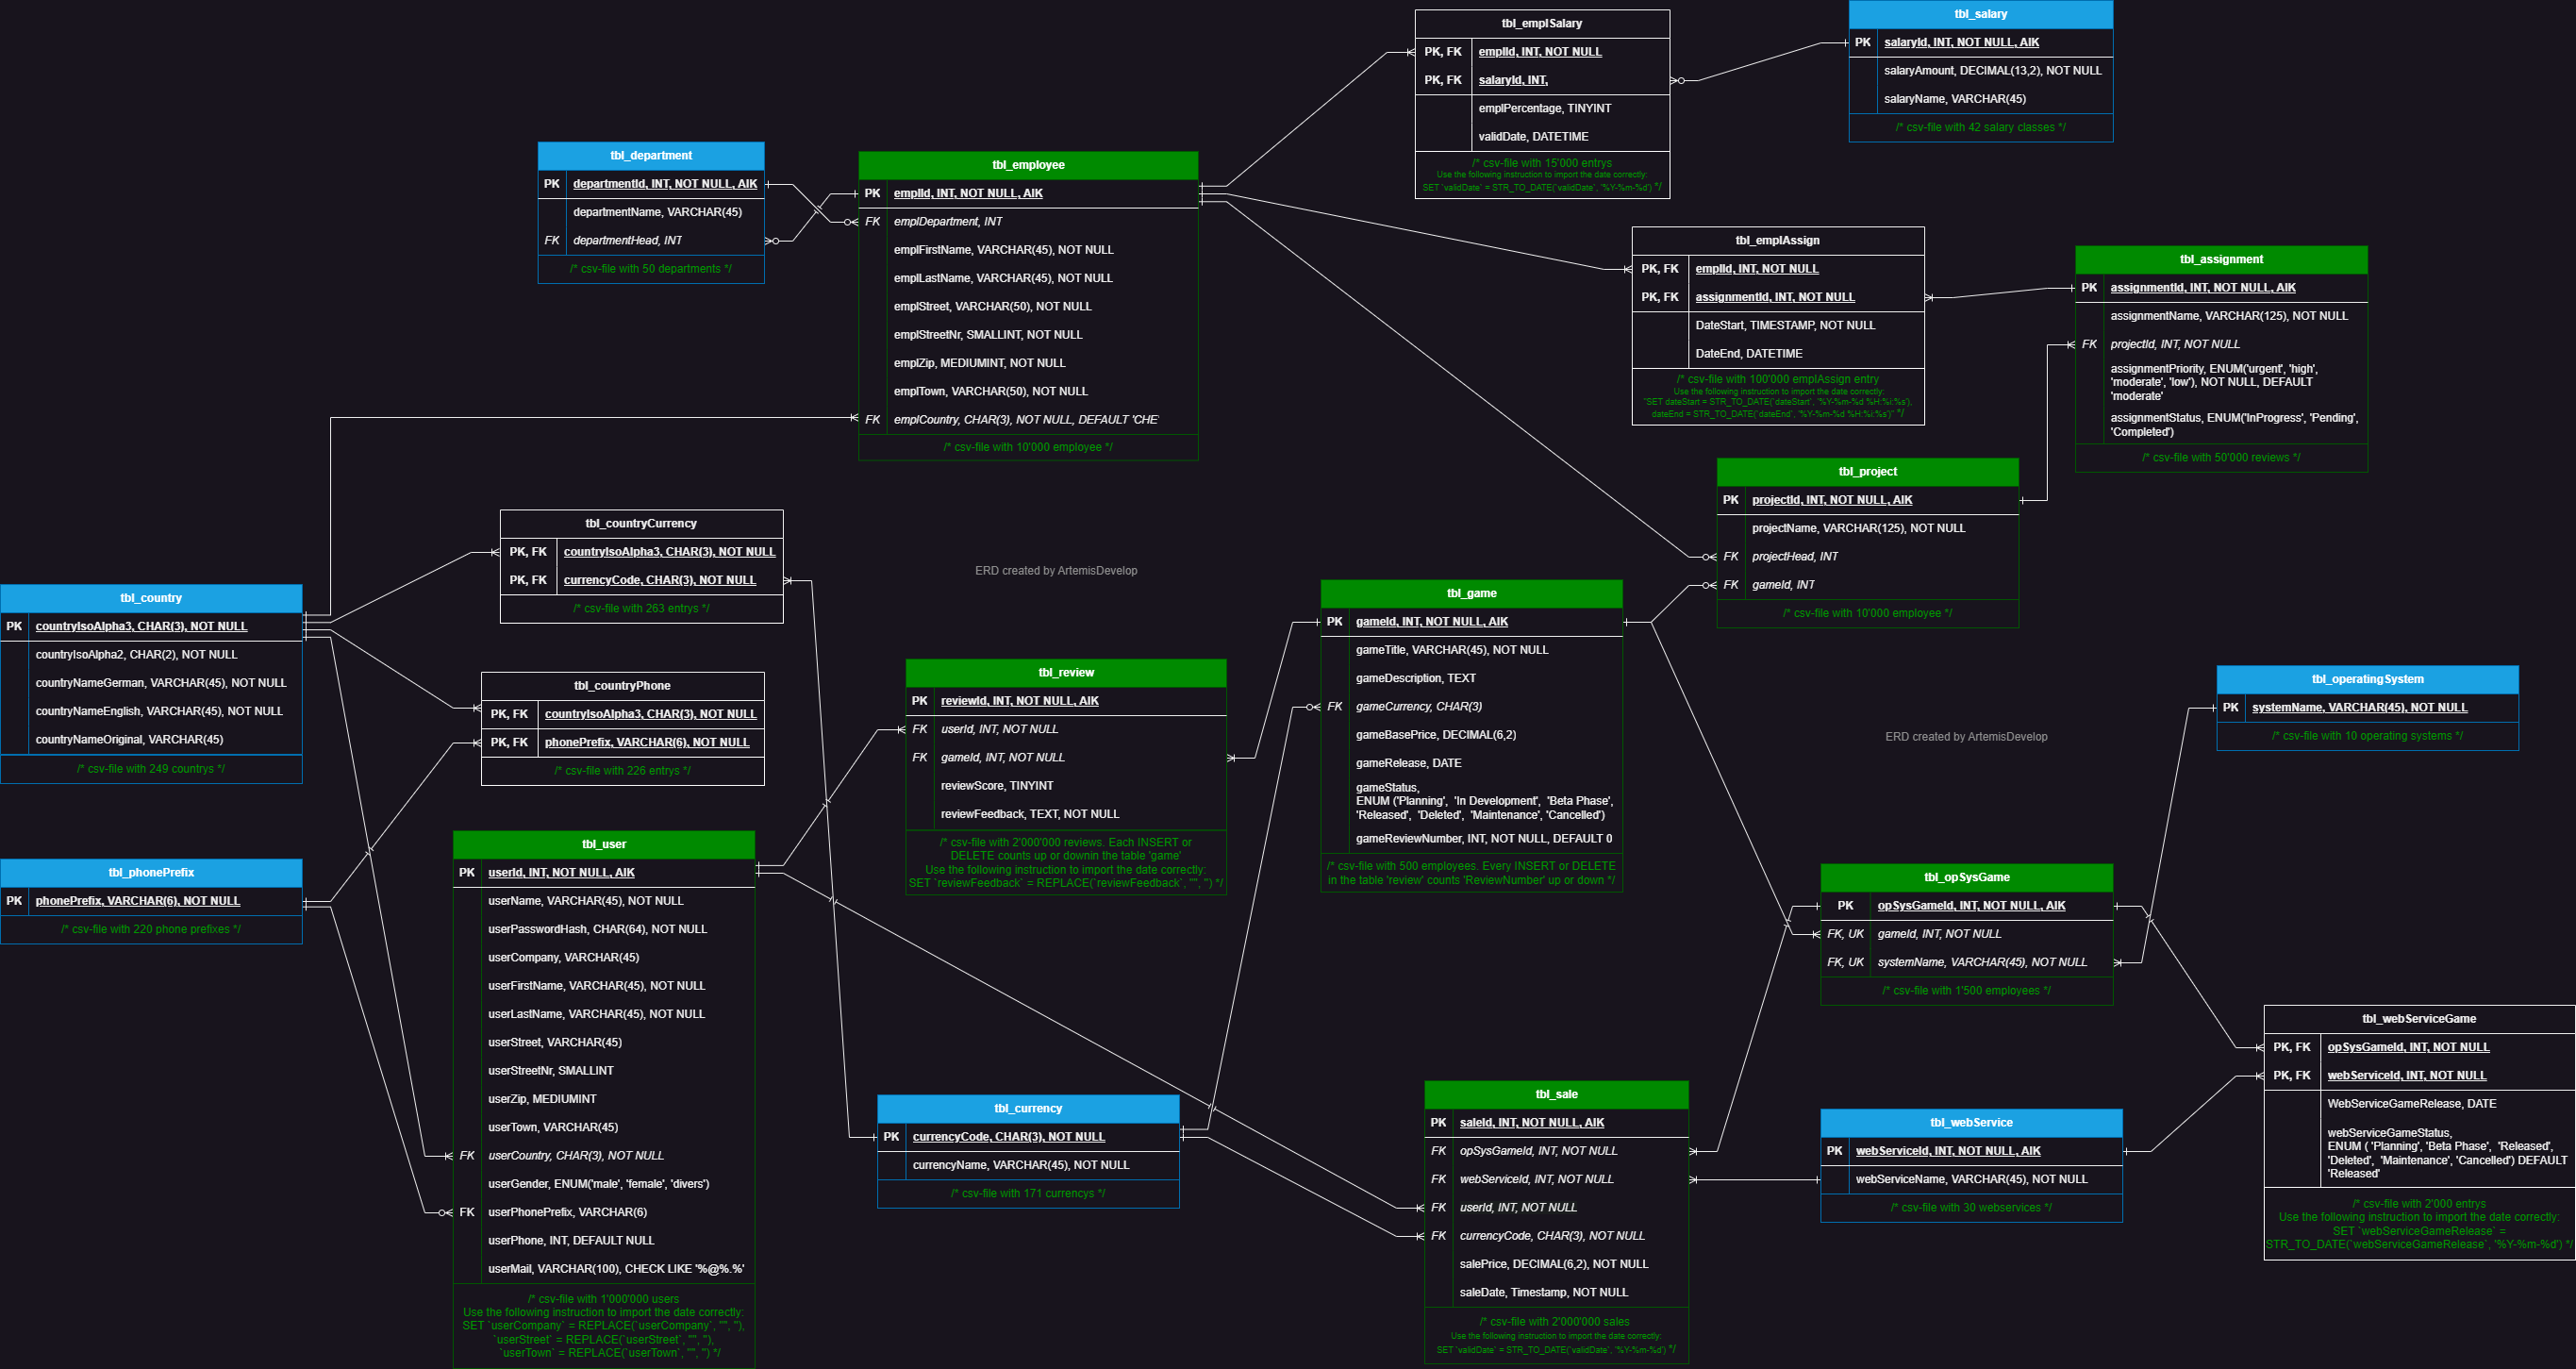 tbl_emplSalary
PK, FK emplId, INT, NOT NULL
PK, FK salaryId, INT,
emplPercentage, TINYINT
validDate, DATETIME
/* csv-file with 15'000 entrys
Use the following instruction to import the date correctly:
SET `validDate` = STR_TO_DATE(`validDate`, '%Y-%m-%d') */
tbl_salary
PK salaryId, INT, NOT NULL, AIK
salaryAmount, DECIMAL(13,2), NOT NULL
salaryName, VARCHAR(45)
/* csv-file with 42 salary classes */
tbl_department
PK departmentId, INT, NOT NULL, AIK
departmentName, VARCHAR(45)
FK departmentHead, INT
/* csv-file with 50 departments */
tbl_employee
PK emplId, INT, NOT NULL, AIK
FK emplDepartment, INT
emplFirstName, VARCHAR(45), NOT NULL
emplLastName, VARCHAR(45), NOT NULL
emplStreet, VARCHAR(50), NOT NULL
emplStreetNr, SMALLINT, NOT NULL
emplZip, MEDIUMINT, NOT NULL
emplTown, VARCHAR(50), NOT NULL
FK emplCountry, CHAR(3), NOT NULL, DEFAULT 'CHE'
/* csv-file with 10'000 employee */
tbl_emplAssign
PK, FK emplId, INT, NOT NULL
PK, FK assignmentId, INT, NOT NULL
DateStart, TIMESTAMP, NOT NULL
DateEnd, DATETIME
/* csv-file with 100'000 emplAssign entry
Use the following instruction to import the date correctly:
"SET dateStart = STR_TO_DATE(`dateStart`, '%Y-%m-%d %H:%i:%s'),
dateEnd = STR_TO_DATE(`dateEnd`, '%Y-%m-%d %H:%i:%s')" */
tbl_assignment
PK assignmentId, INT, NOT NULL, AIK
assignmentName, VARCHAR(125), NOT NULL
FK projectId, INT, NOT NULL
assignmentPriority, ENUM('urgent', 'high',
'moderate', 'low'), NOT NULL, DEFAULT
'moderate'
assignmentStatus, ENUM('InProgress', 'Pending',
'Completed')
/* csv-file with 50'000 reviews */
tbl_project
PK projectId, INT, NOT NULL, AIK
projectName, VARCHAR(125), NOT NULL
FK projectHead, INT
FK gameId, INT
/* csv-file with 10'000 employee */
tbl_countryCurrency
PK, FK countryIsoAlpha3, CHAR(3), NOT NULL
PK, FK currencyCode, CHAR(3), NOT NULL
/* csv-file with 263 entrys */
ERD created by ArtemisDevelop
tbl_country
PK countryIsoAlpha3, CHAR(3), NOT NULL
countryIsoAlpha2, CHAR(2), NOT NULL
countryNameGerman, VARCHAR(45), NOT NULL
countryNameEnglish, VARCHAR(45), NOT NULL
countryNameOriginal, VARCHAR(45)
/* csv-file with 249 countrys */
tbl_countryPhone
PK, FK countryIsoAlpha3, CHAR(3), NOT NULL
PK, FK phonePrefix, VARCHAR(6), NOT NULL
/* csv-file with 226 entrys */
tbl_review
PK reviewId, INT, NOT NULL, AIK
FK userId, INT, NOT NULL
FK gameId, INT, NOT NULL
reviewScore, TINYINT
reviewFeedback, TEXT, NOT NULL
/* csv-file with 2'000'000 reviews. Each INSERT or
DELETE counts up or downin the table 'game'
Use the following instruction to import the date correctly:
SET `reviewFeedback` = REPLACE(`reviewFeedback`, '"', '') */
tbl_game
PK gameId, INT, NOT NULL, AIK
gameTitle, VARCHAR(45), NOT NULL
gameDescription, TEXT
FK gameCurrency, CHAR(3)
gameBasePrice, DECIMAL(6,2)
gameRelease, DATE
gameStatus,
ENUM ('Planning', 'In Development', 'Beta Phase',
'Released', 'Deleted', 'Maintenance', 'Cancelled')
gameReviewNumber, INT, NOT NULL, DEFAULT 0
/* csv-file with 500 employees. Every INSERT or DELETE
in the table 'review' counts 'ReviewNumber' up or down */
tbl_operatingSystem
PK systemName, VARCHAR(45), NOT NULL
/* csv-file with 10 operating systems */
ERD created by ArtemisDevelop
tbl_phonePrefix
PK phonePrefix, VARCHAR(6), NOT NULL
/* csv-file with 220 phone prefixes */
tbl_user
PK userId, INT, NOT NULL, AIK
userName, VARCHAR(45), NOT NULL
userPasswordHash, CHAR(64), NOT NULL
userCompany, VARCHAR(45)
userFirstName, VARCHAR(45), NOT NULL
userLastName, VARCHAR(45), NOT NULL
userStreet, VARCHAR(45)
userStreetNr, SMALLINT
userZip, MEDIUMINT
userTown, VARCHAR(45)
FK userCountry, CHAR(3), NOT NULL
userGender, ENUM('male', 'female', 'divers')
FK userPhonePrefix, VARCHAR(6)
userPhone, INT, DEFAULT NULL
userMail, VARCHAR(100), CHECK LIKE '%@%.%'
/* csv-file with 1'000'000 users
Use the following instruction to import the date correctly:
SET `userCompany` = REPLACE(`userCompany`, '"', ''),
`userStreet` = REPLACE(`userStreet`, '"', ''),
`userTown` = REPLACE(`userTown`, '"', '') */
tbl_opSysGame
PK opSysGameId, INT, NOT NULL, AIK
FK, UK gameId, INT, NOT NULL
FK, UK systemName, VARCHAR(45), NOT NULL
/* csv-file with 1'500 employees */
tbl_currency
PK currencyCode, CHAR(3), NOT NULL
currencyName, VARCHAR(45), NOT NULL
/* csv-file with 171 currencys */
tbl_sale
PK saleId, INT, NOT NULL, AIK
FK opSysGameId, INT, NOT NULL
FK webServiceId, INT, NOT NULL
FK userId, INT, NOT NULL
FK currencyCode, CHAR(3), NOT NULL
salePrice, DECIMAL(6,2), NOT NULL
saleDate, Timestamp, NOT NULL
/* csv-file with 2'000'000 sales
Use the following instruction to import the date correctly:
SET `validDate` = STR_TO_DATE(`validDate`, '%Y-%m-%d') */
tbl_webService
PK webServiceId, INT, NOT NULL, AIK
webServiceName, VARCHAR(45), NOT NULL
/* csv-file with 30 webservices */
tbl_webServiceGame
PK, FK opSysGameId, INT, NOT NULL
PK, FK webServiceId, INT, NOT NULL
WebServiceGameRelease, DATE
webServiceGameStatus,
ENUM ( 'Planning', 'Beta Phase', 'Released',
'Deleted', 'Maintenance', 'Cancelled') DEFAULT
'Released'
/* csv-file with 2'000 entrys
Use the following instruction to import the date correctly:
SET `webServiceGameRelease` =
STR_TO_DATE(`webServiceGameRelease`, '%Y-%m-%d') */